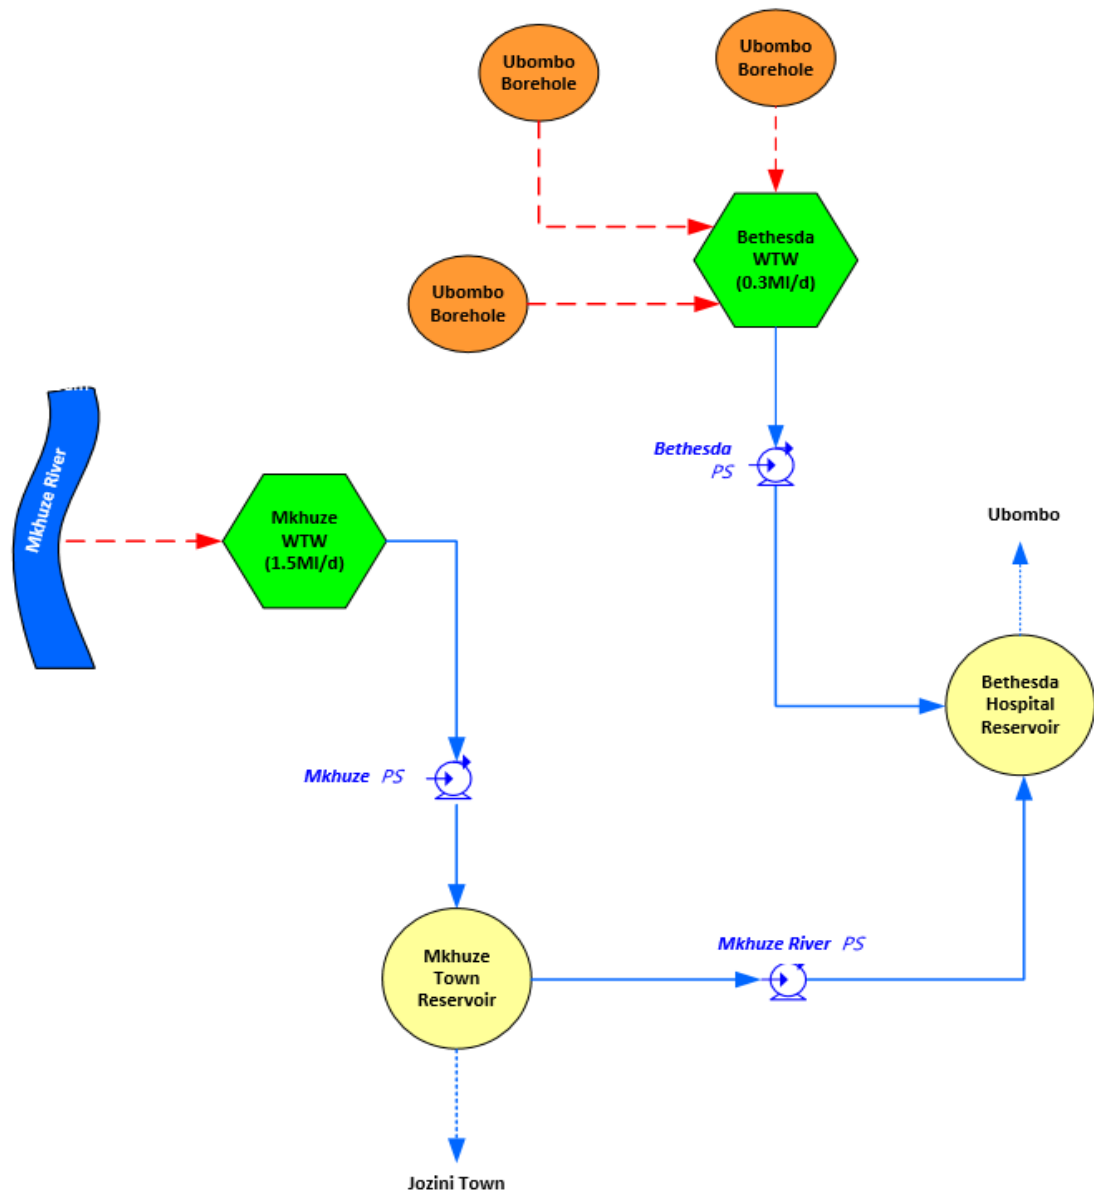 Ubombo
Borehole
Ubombo
Borehole
Bethesda
WTW
(0.3Ml/d)
Ubombo
Borehole
Mkhuze River
Bethesda
PS
Mkhuze
WTW
(1.5Ml/d)
Ubombo
Bethesda
Hospital
Reservoir
Mkhuze PS
Mkhuze
Town
Reservoir
Mkhuze River PS
Jozini Town